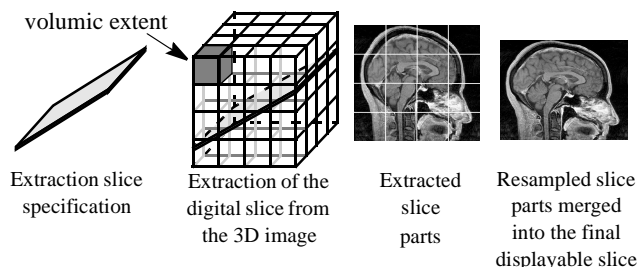 volumic extent
Extraction slice
specification
Extraction of the
digital slice from
the 3D image
Extracted
slice
parts
Resampled slice
parts merged
into the final
displayable slice